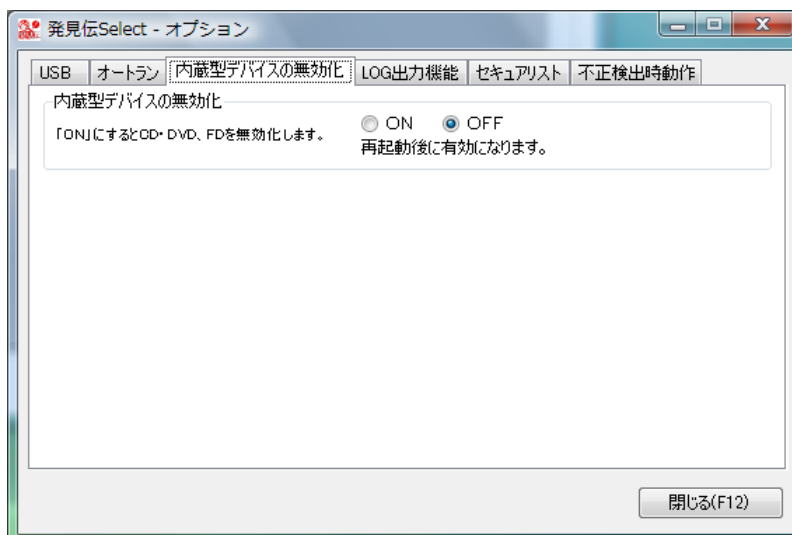 発見伝Select - オプション
USB オートラン 内蔵型デバイスの無効化 LOG出力機能 セキュアリスト 不正検出時動作
内蔵型デバイスの無効化
「ON」にするとCD・DVD、FDを無効化します。 ON OFF
再起動後に有効になります。
閉じる(F12)